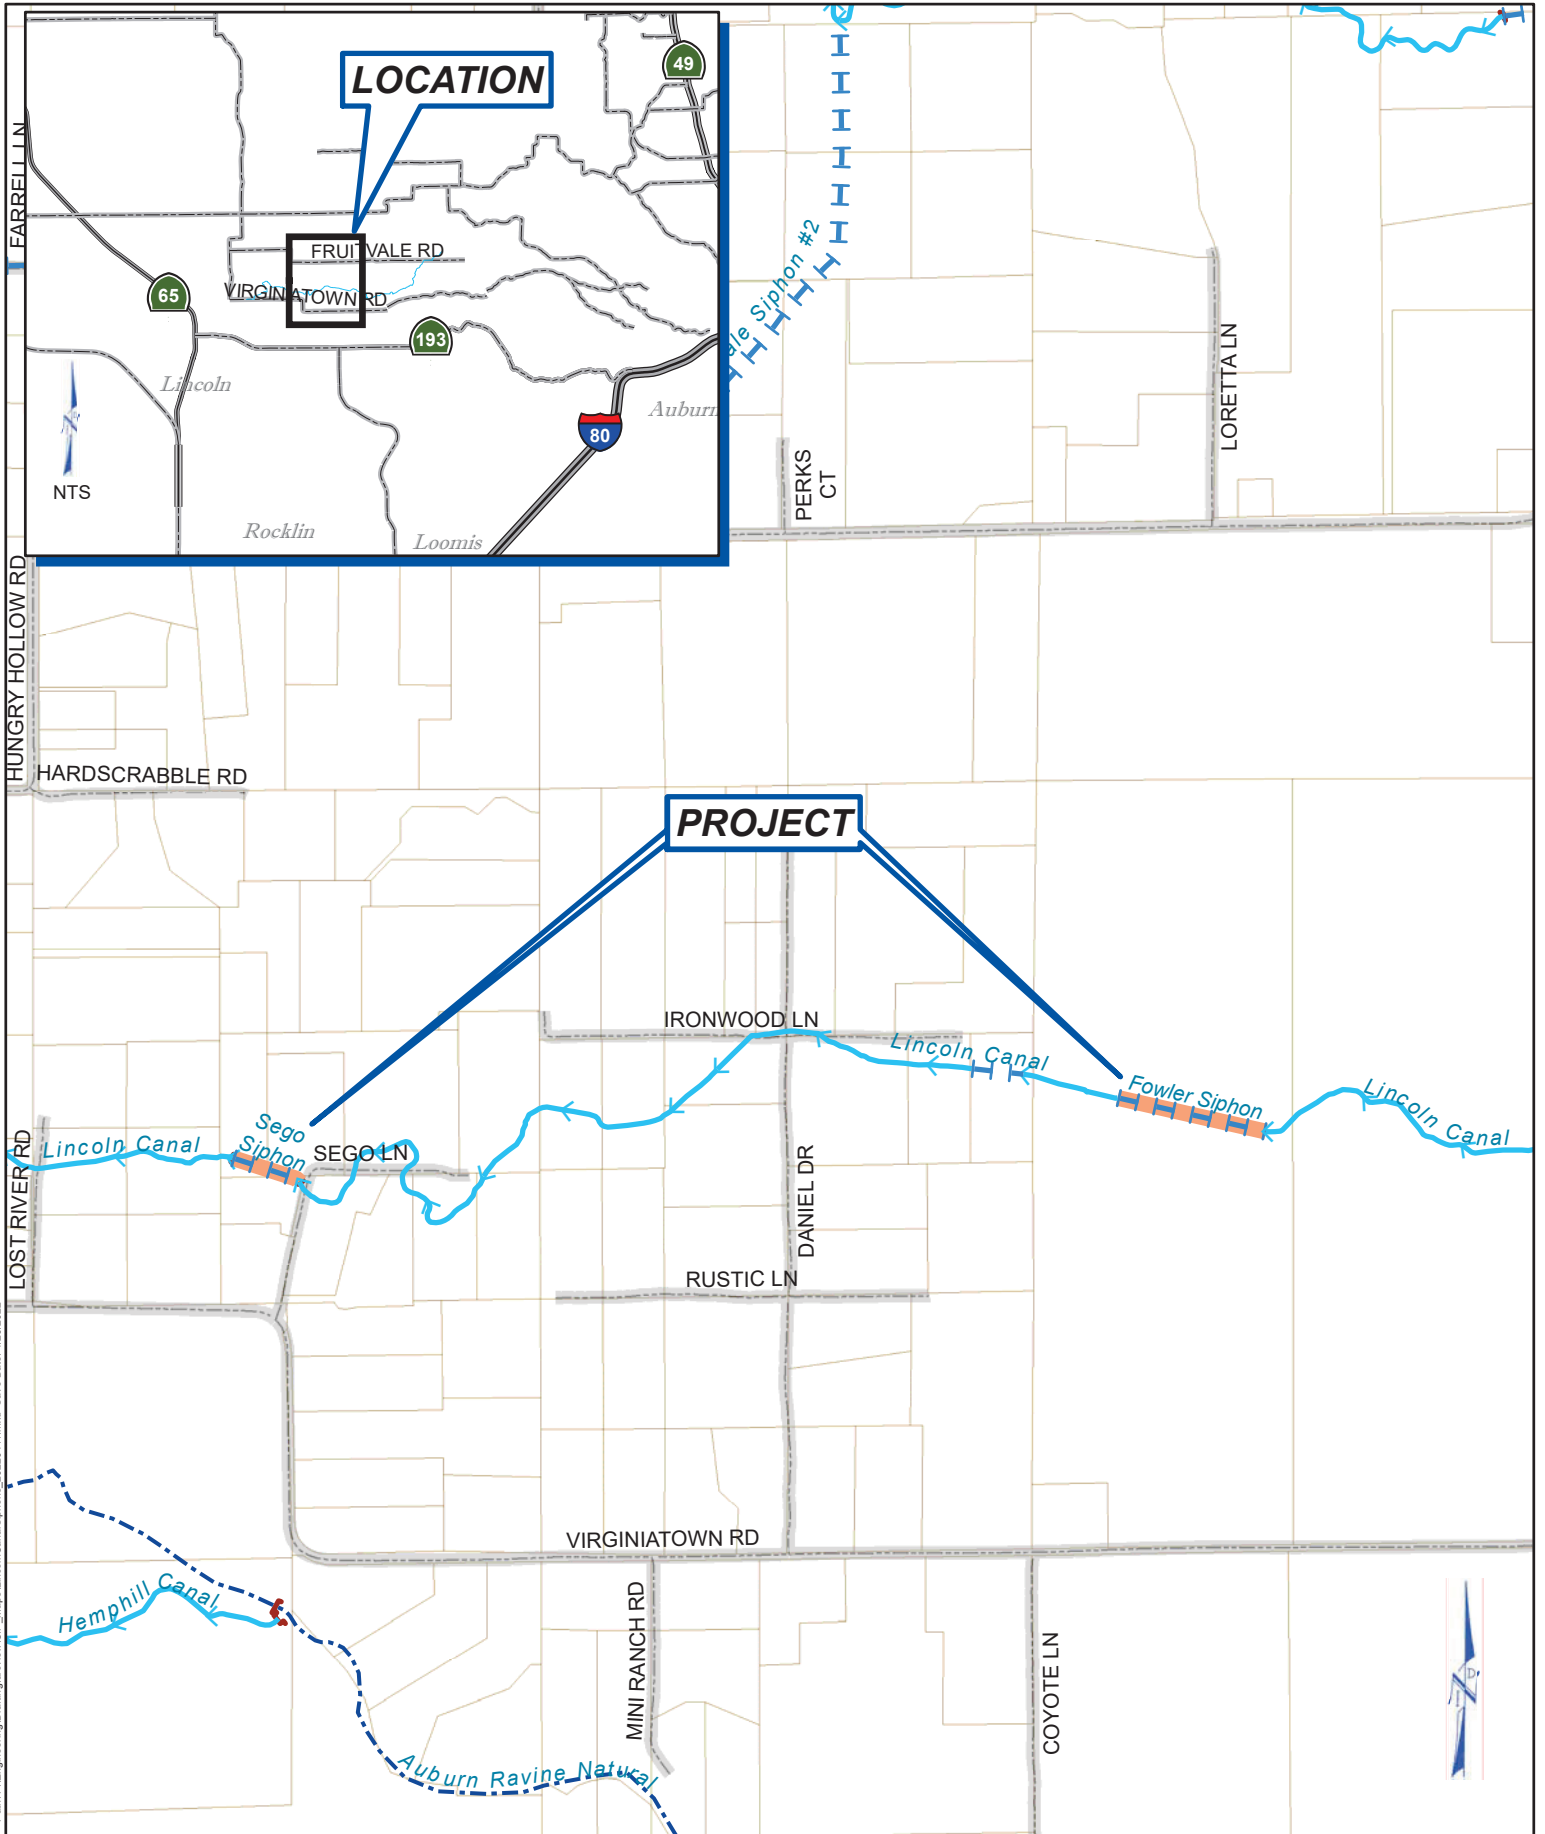 LOCATION
49
FARRELL LN
FRUITVALE RD
VIRGINIATOWN RD
65
193
Lincoln
Auburn
80
NTS
Rocklin
Loomis
ale Siphon #2
LORETTA LN
PERKS
CT
HUNGRY HOLLOW RD
HARDSCRABBLE RD
PROJECT
IRONWOOD LN
Lincoln Canal
Fowler Siphon
Lincoln Canal
Sego
Siphon
Lincoln Canal
SEGO LN
LOST RIVER RD
DANIEL DR
RUSTIC LN
VIRGINIATOWN RD
Hemphill Canal
MINI RANCH RD
COYOTE LN
Auburn Ravine Natural
N
I
D